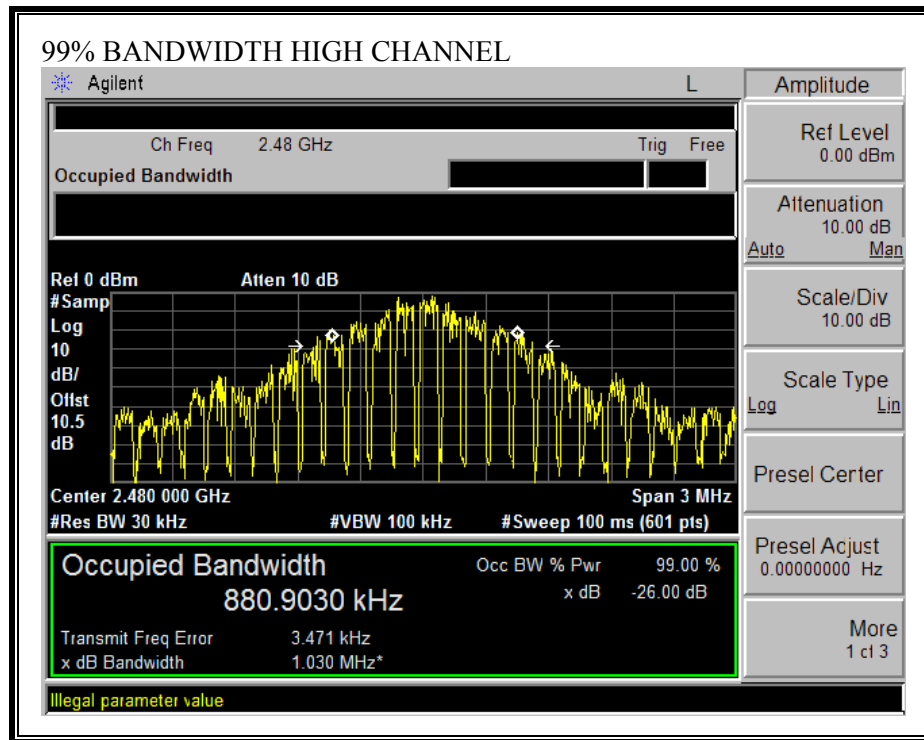 99% BANDWIDTH HIGH CHANNEL
Agilent L
Ch Freq 2.48 GHz Trig Free
Occupied Bandwidth
Ref 0 dBm Atten 10 dB
#Samp
Log
10
dB/
Offst
10.5
dB
Center 2.480 000 GHz Span 3 MHz
#Res BW 30 kHz #VBW 100 kHz #Sweep 100 ms (601 pts)
Occupied Bandwidth
880.9030 kHz
Occ BW % Pwr 99.00 %
x dB -26.00 dB
Transmit Freq Error 3.471 kHz
x dB Bandwidth 1.030 MHz*
Illegal parameter value
Amplitude
Ref Level
0.00 dBm
Attenuation
10.00 dB
Auto Man
Scale/Div
10.00 dB
Scale Type
Log Lin
Presel Center
Presel Adjust
0.00000000 Hz
More
1 of 3